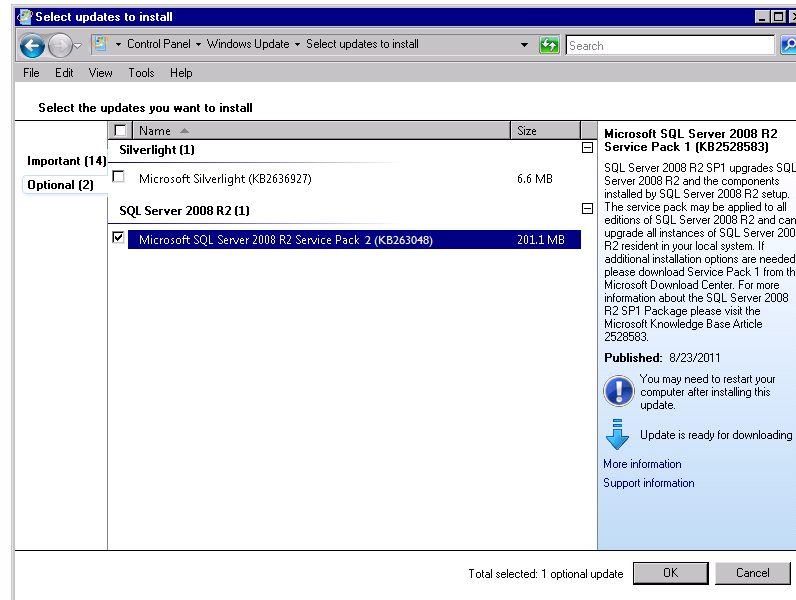 Select updates to install
Control Panel Windows Update Select updates to install
Search
File Edit View Tools Help
Select the updates you want to install
Important (14)
Optional (2)
Name Size
Silverlight (1)
Microsoft Silverlight (KB2636927) 6.6 MB
SQL Server 2008 R2 (1)
Microsoft SQL Server 2008 R2 Service Pack 2 (KB263048) 201.1 MB
Microsoft SQL Server 2008 R2
Service Pack 1 (KB2528583)
SQL Server 2008 R2 SP1 upgrades SQL
Server 2008 R2 and the components
installed by SQL Server 2008 R2 setup.
The service pack may be applied to all
editions of SQL Server 2008 R2 and can
upgrade all instances of SQL Server 200
R2 resident in your local system. If
additional installation options are needed
please download Service Pack 1 from th
Microsoft Download Center. For more
information about the SQL Server 2008
R2 SP1 Package please visit the
Microsoft Knowledge Base Article
2528583.
Published: 8/23/2011
You may need to restart your
computer after installing this
update.
Update is ready for downloading
More information
Support information
Total selected: 1 optional update OK Cancel